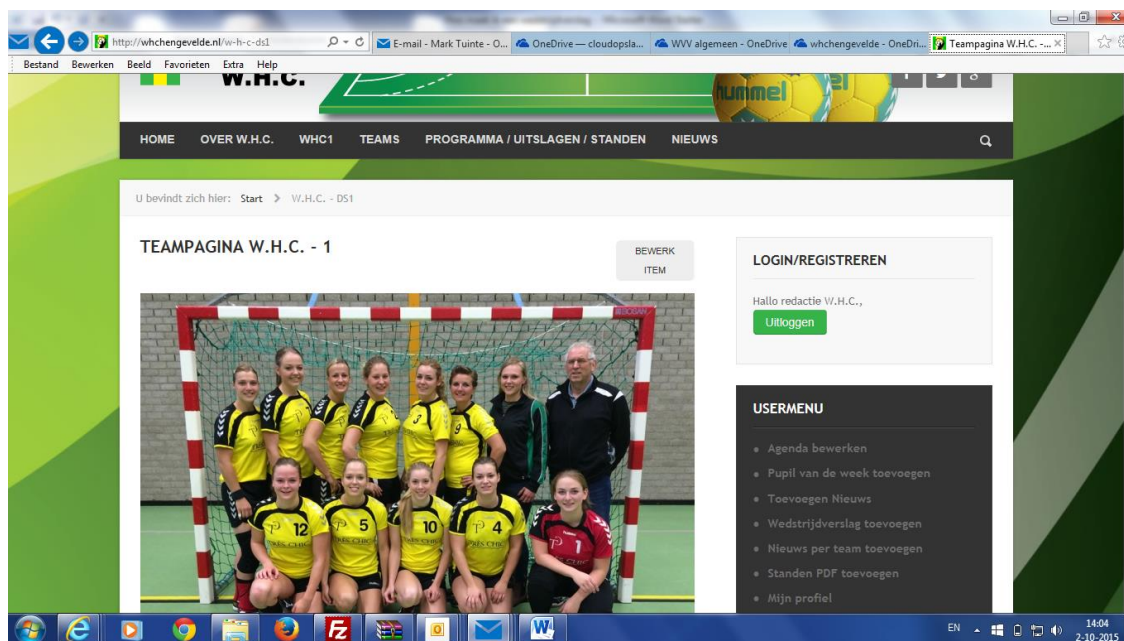 http://whchengevelde.nl/w-h-c-ds1
E-mail - Mark Tuinte - O...
OneDrive — cloudopsla...
WVV algemeen - OneDrive
whchengevelde - OneDri...
Teampagina W.H.C. -...
Bestand Bewerken Beeld Favorieten Extra Help
W.H.C.
hummel
HOME OVER W.H.C. WHC1 TEAMS PROGRAMMA / UITSLAGEN / STANDEN NIEUWS
U bevindt zich hier: Start > W.H.C. - DS1
TEAMPAGINA W.H.C. - 1
BEWERK
ITEM
3
9
12
5
10
4
1
LOGIN/REGISTREREN
Hallo redactie W.H.C.,
Uitloggen
USERMENU
Agenda bewerken
Pupil van de week toevoegen
Toevoegen Nieuws
Wedstrijdverslag toevoegen
Nieuws per team toevoegen
Standen PDF toevoegen
Mijn profiel
EN
14:04
2-10-2015